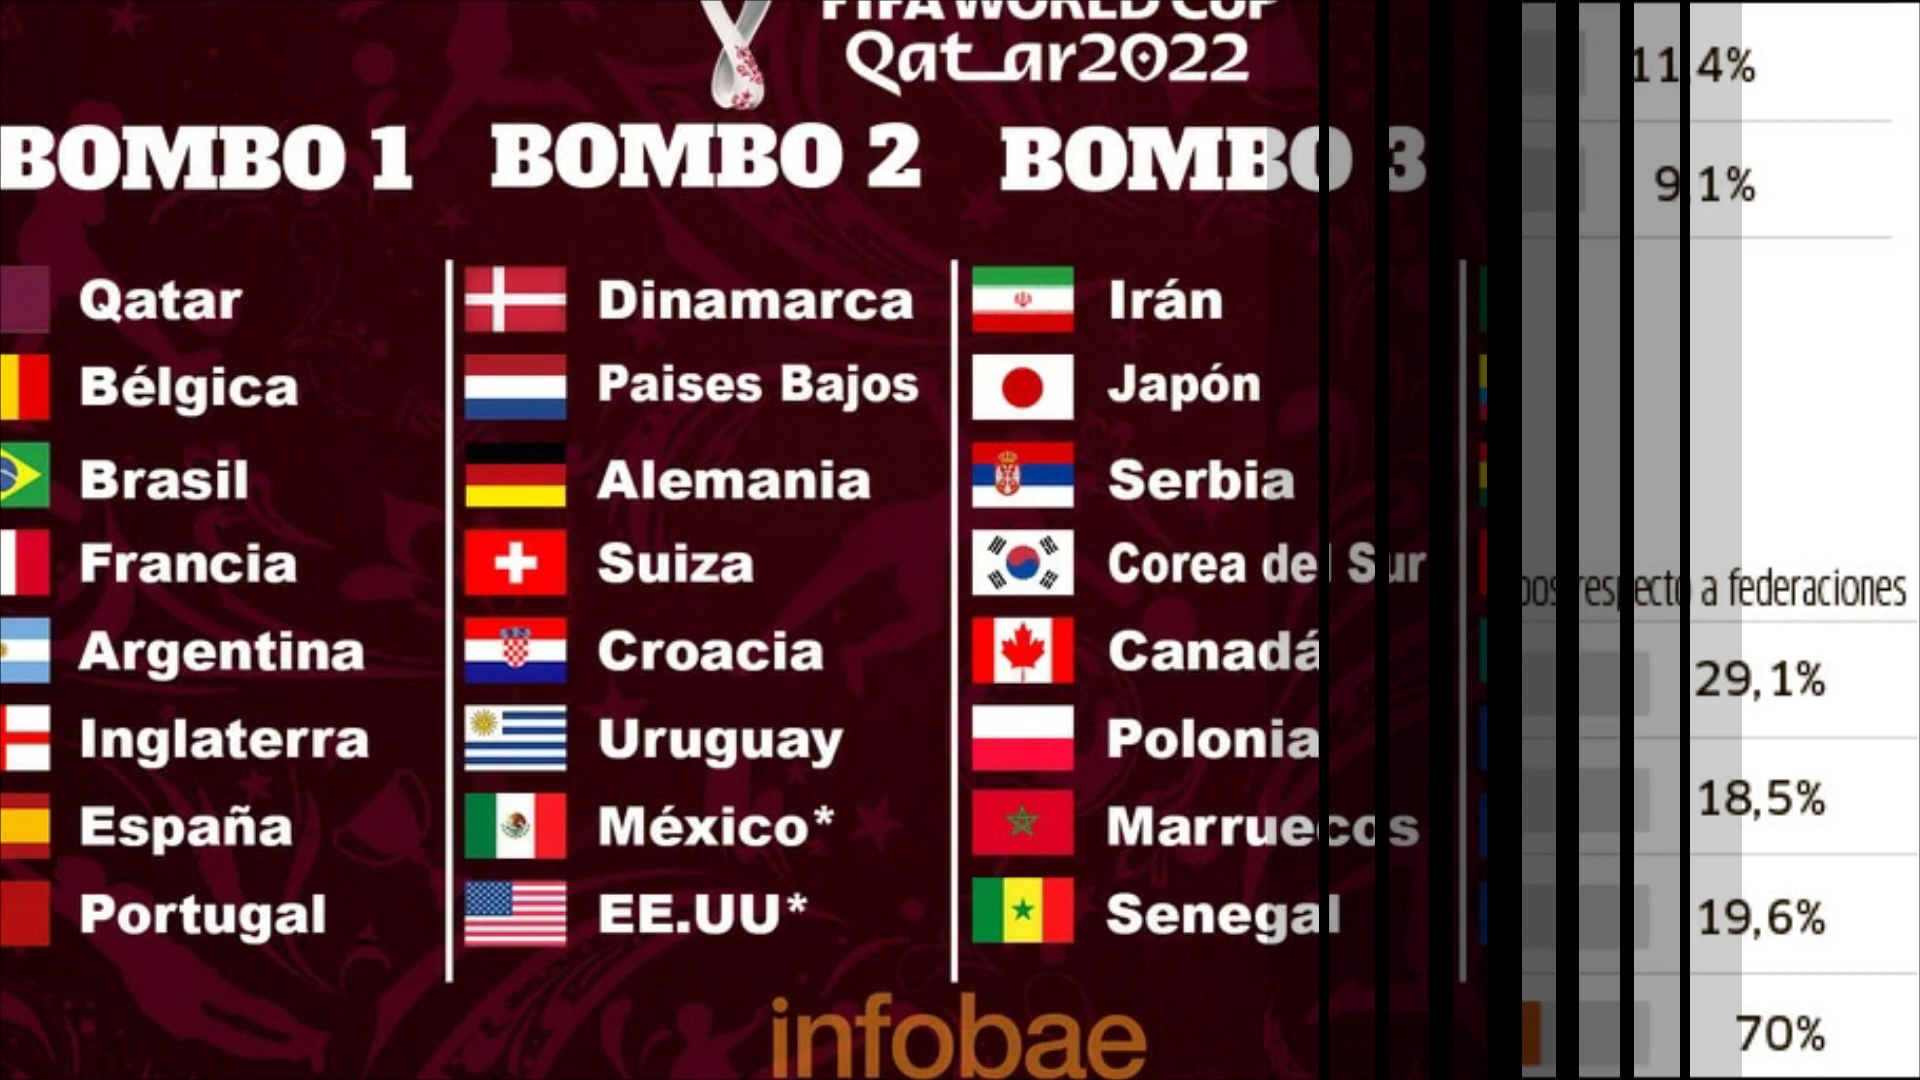 FIFA WORLD CUP
Qatar2022
BOMBO 1
BOMBO 2
BOMBO 3
Qatar
Bélgica
Brasil
Francia
Argentina
Inglaterra
España
Portugal
Dinamarca
Paises Bajos
Alemania
Suiza
Croacia
Uruguay
México*
EE.UU*
Irán
Japón
Serbia
Corea del Sur
Canadá
Polonia
Marruecos
Senegal
infobae
11,4%
9,1%
respecto a federaciones
29,1%
18,5%
19,6%
70%